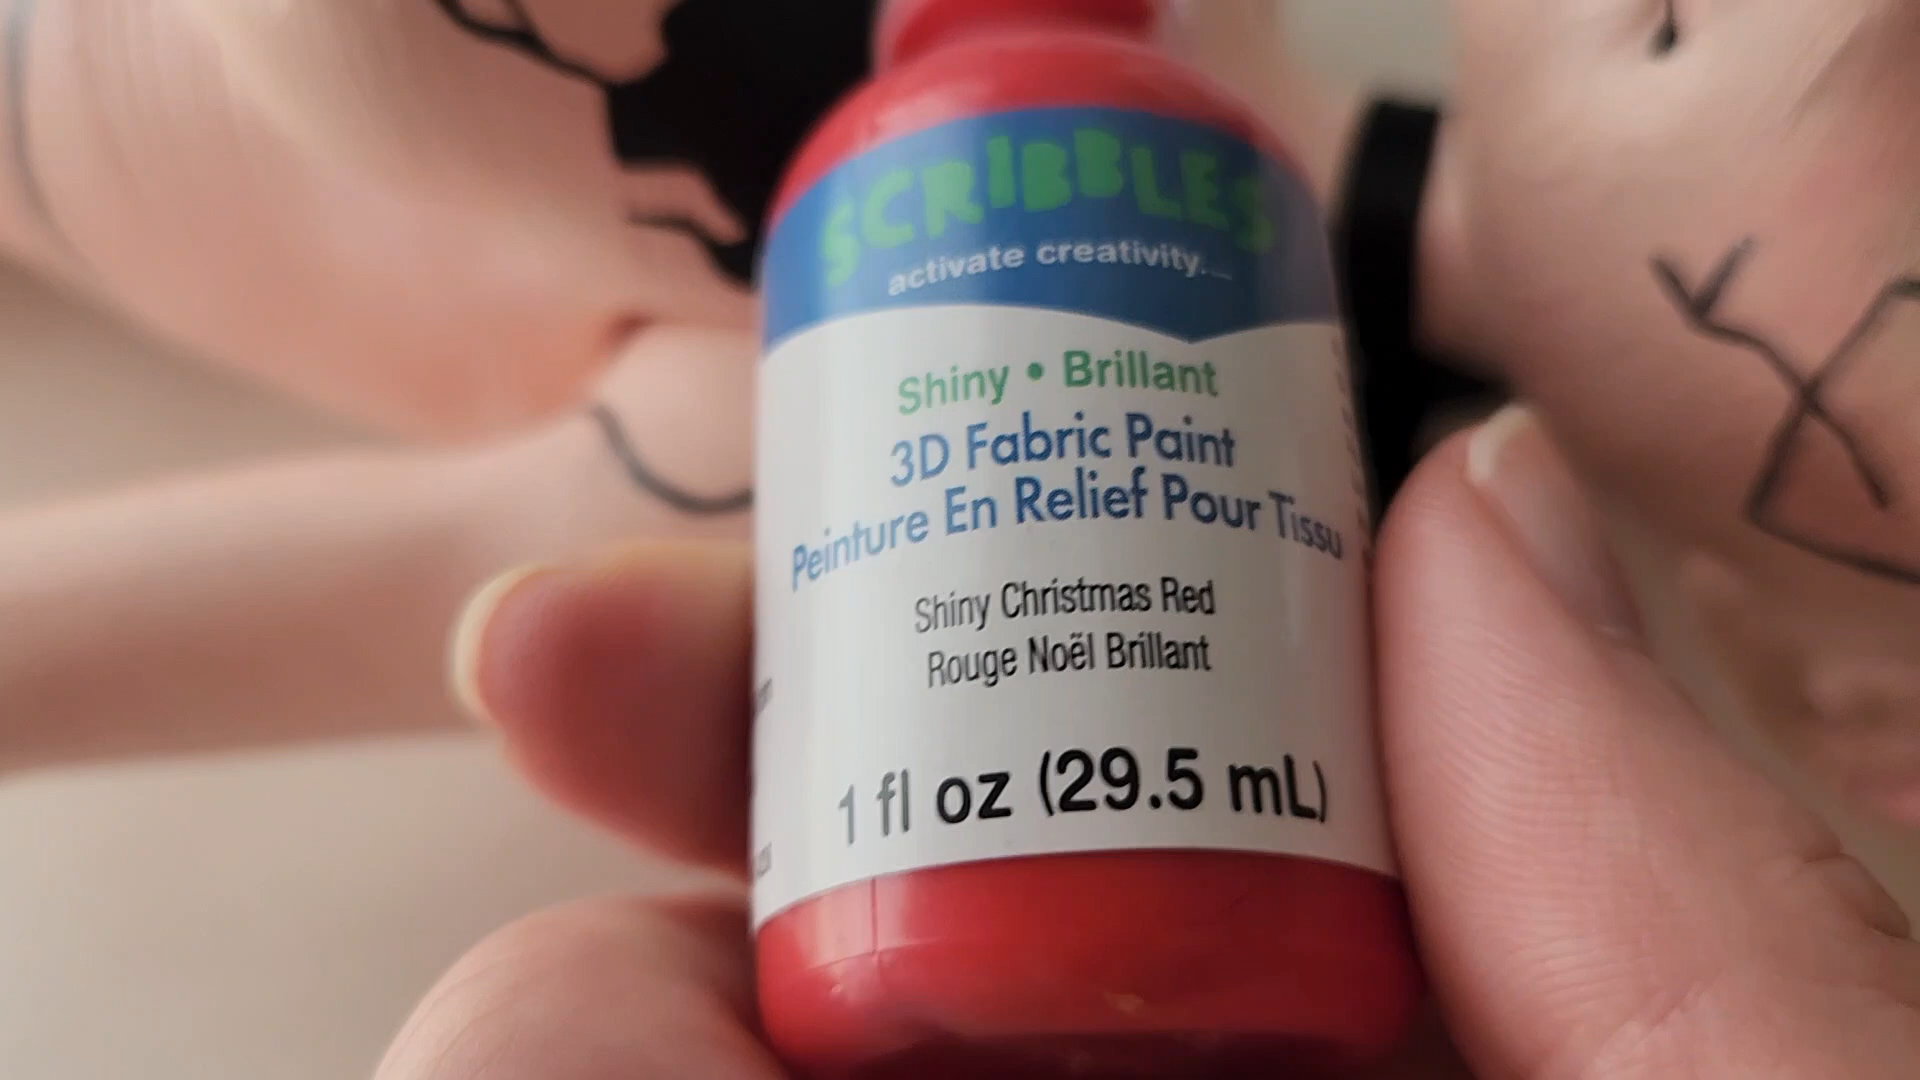 SCRIBBLES
activate creativity...
Shiny • Brillant
3D Fabric Paint
Peinture En Relief Pour Tissu
Shiny Christmas Red
Rouge Noël Brillant
1 fl oz (29.5 mL)